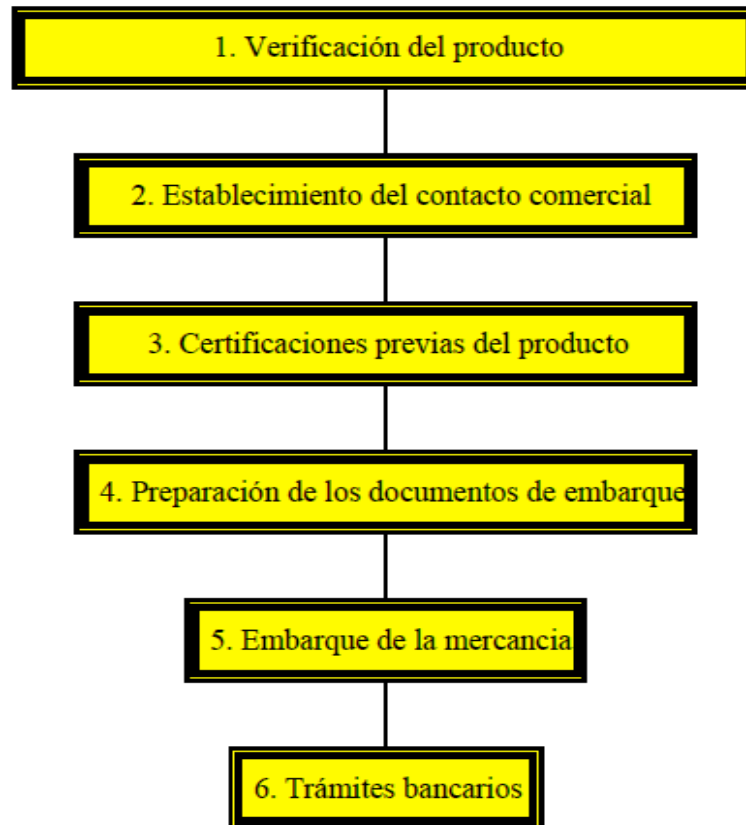 1. Verificación del producto
2. Establecimiento del contacto comercial
3. Certificaciones previas del producto
4. Preparación de los documentos de embarque
5. Embarque de la mercancia
6. Trámites bancarios